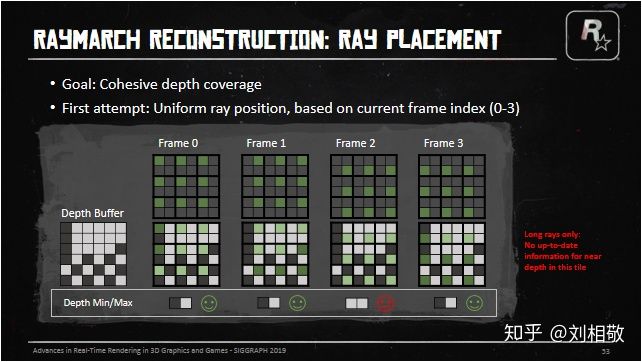 RAYMARCH RECONSTRUCTION: RAY PLACEMENT
R
• Goal: Cohesive depth coverage
• First attempt: Uniform ray position, based on current frame index (0-3)
Frame 0 Frame 1 Frame 2 Frame 3
Depth Buffer
Long rays only:
No up-to-date
information for near
depth in this tile
Depth Min/Max
知乎 @刘相敬
Advances in Real-Time Rendering in 3D Graphics and Games - SIGGRAPH 2019
53